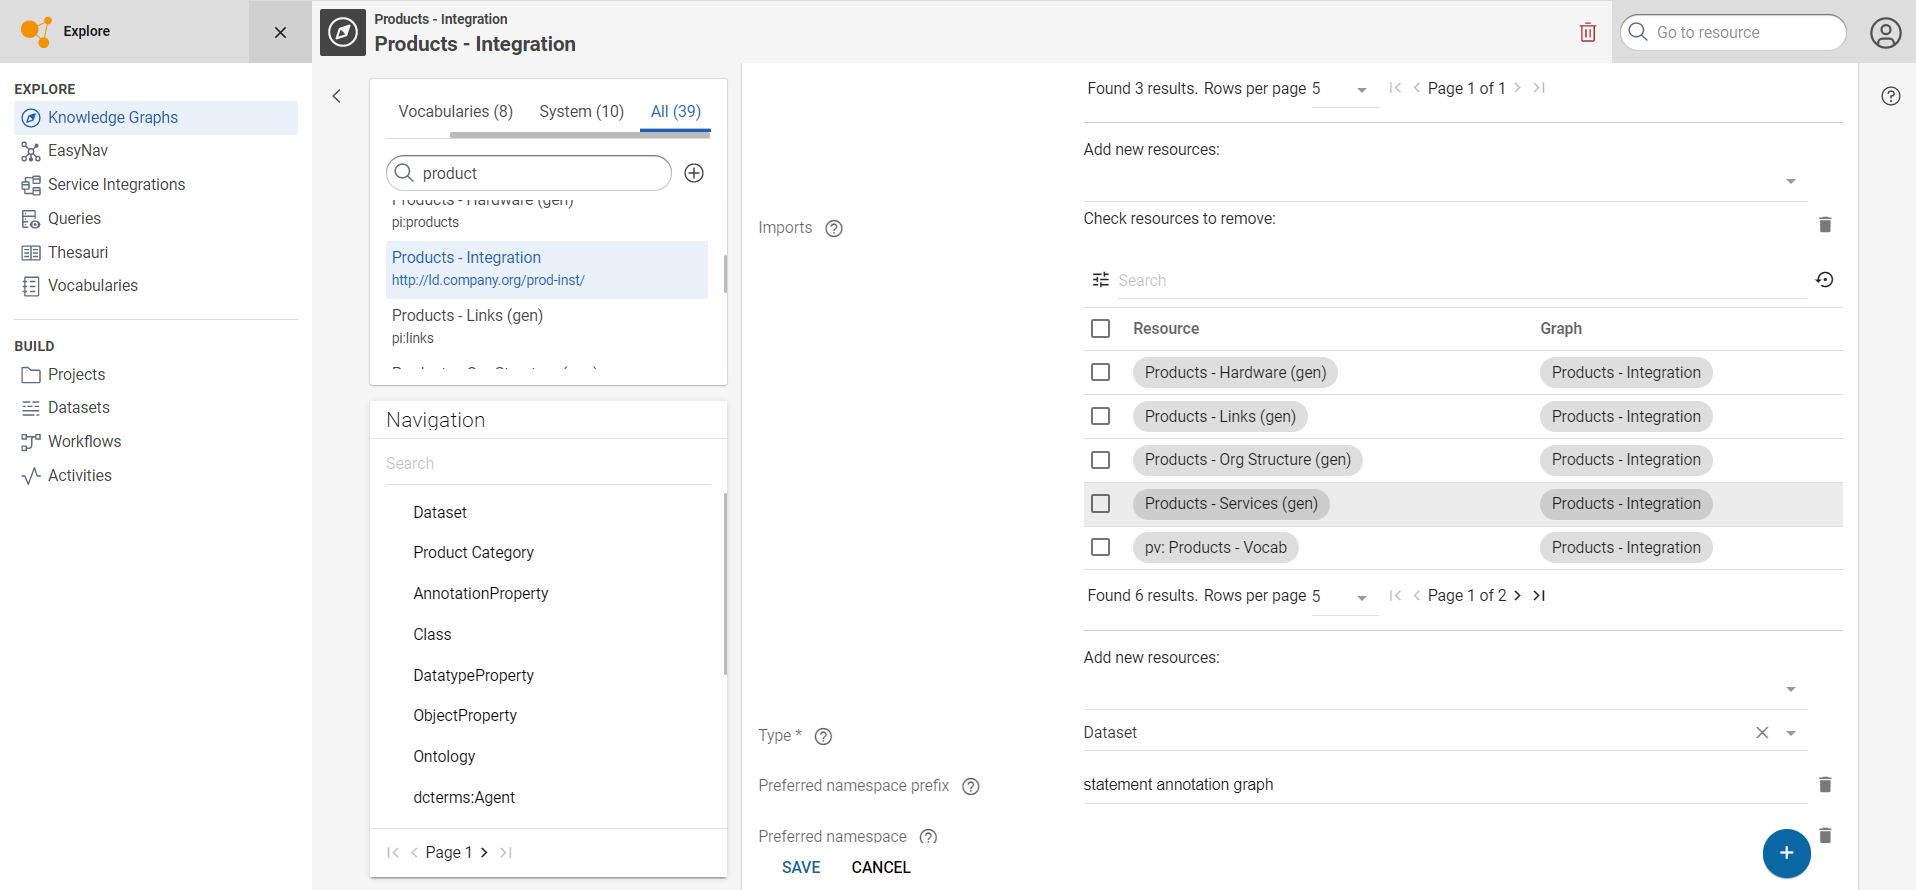 Explore
Products - Integration
Products - Integration
Go to resource
EXPLORE
Knowledge Graphs
EasyNav
Service Integrations
Queries
Thesauri
Vocabularies
BUILD
Projects
Datasets
Workflows
Activities
Vocabularies (8) System (10) All (39)
product
Products - Hardware (gen)
pi:products
Products - Integration
http://ld.company.org/prod-inst/
Products - Links (gen)
pi:links
Navigation
Search
Dataset
Product Category
AnnotationProperty
Class
DatatypeProperty
ObjectProperty
Ontology
dcterms:Agent
Page 1
Found 3 results. Rows per page 5 Page 1 of 1
Add new resources:
Imports
Check resources to remove:
Search
Resource Graph
Products - Hardware (gen) Products - Integration
Products - Links (gen) Products - Integration
Products - Org Structure (gen) Products - Integration
Products - Services (gen) Products - Integration
pv: Products - Vocab Products - Integration
Found 6 results. Rows per page 5 Page 1 of 2
Add new resources:
Type * Dataset
Preferred namespace prefix statement annotation graph
Preferred namespace
SAVE CANCEL